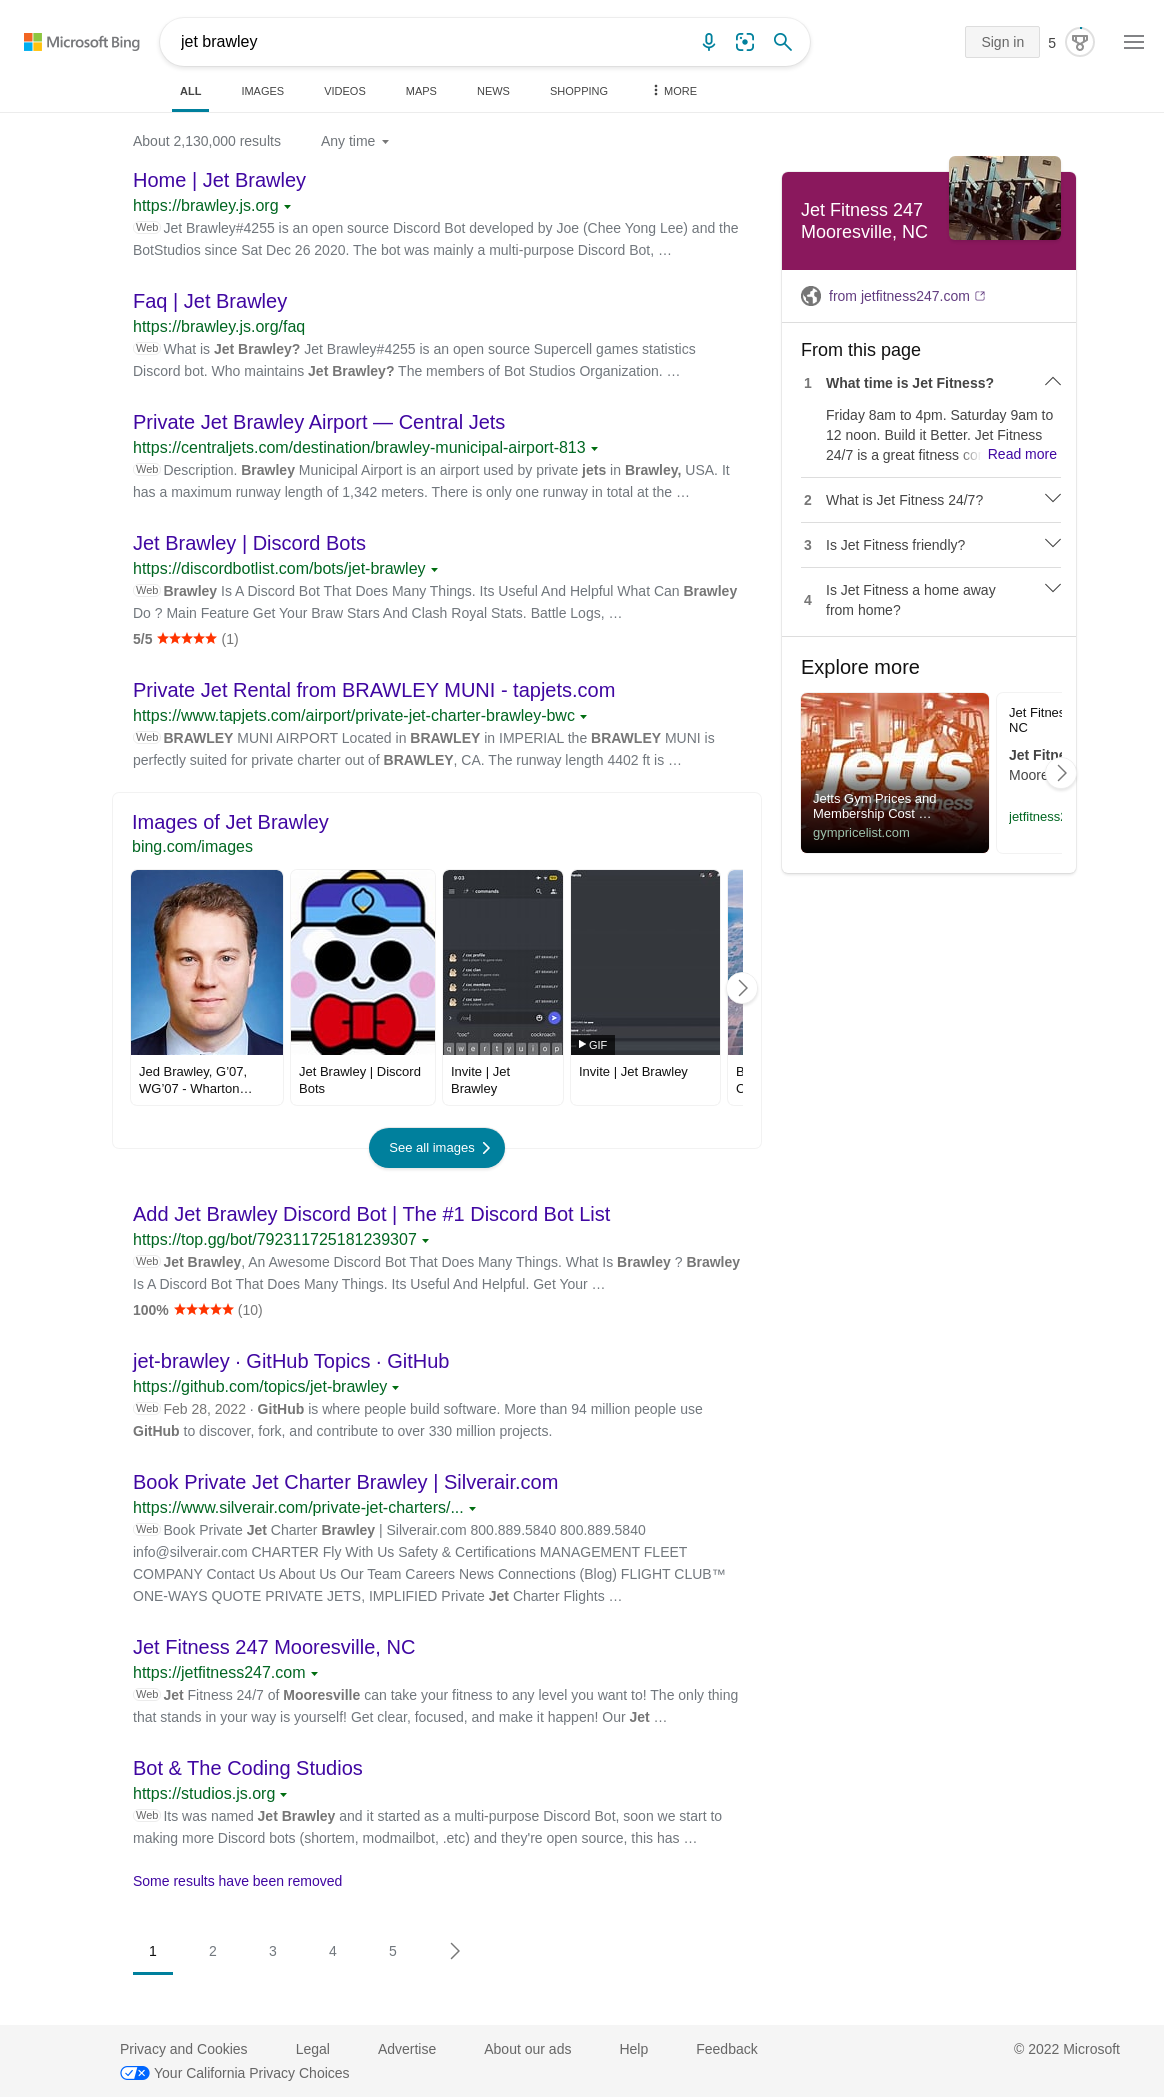 Microsoft Bing
jet brawley
Sign in
5
ALL
IMAGES
VIDEOS
MAPS
NEWS
SHOPPING
MORE
About 2,130,000 results
Any time
Home | Jet Brawley
https://brawley.js.org
Web Jet Brawley#4255 is an open source Discord Bot developed by Joe (Chee Yong Lee) and the
BotStudios since Sat Dec 26 2020. The bot was mainly a multi-purpose Discord Bot, …
Faq | Jet Brawley
https://brawley.js.org/faq
Web What is Jet Brawley? Jet Brawley#4255 is an open source Supercell games statistics
Discord bot. Who maintains Jet Brawley? The members of Bot Studios Organization. …
Private Jet Brawley Airport — Central Jets
https://centraljets.com/destination/brawley-municipal-airport-813
Web Description. Brawley Municipal Airport is an airport used by private jets in Brawley, USA. It
has a maximum runway length of 1,342 meters. There is only one runway in total at the …
Jet Brawley | Discord Bots
https://discordbotlist.com/bots/jet-brawley
Web Brawley Is A Discord Bot That Does Many Things. Its Useful And Helpful What Can Brawley
Do ? Main Feature Get Your Braw Stars And Clash Royal Stats. Battle Logs, …
5/5 (1)
Private Jet Rental from BRAWLEY MUNI - tapjets.com
https://www.tapjets.com/airport/private-jet-charter-brawley-bwc
Web BRAWLEY MUNI AIRPORT Located in BRAWLEY in IMPERIAL the BRAWLEY MUNI is
perfectly suited for private charter out of BRAWLEY, CA. The runway length 4402 ft is …
Images of Jet Brawley
bing.com/images
9:03
commands
/ coc profile
JET BRAWLEY
/ coc clan
JET BRAWLEY
/ coc members
JET BRAWLEY
/ coc save
JET BRAWLEY
"coc" coconut cockroach
q w e r t y u i o p
GIF
Jed Brawley, G'07,
WG'07 - Wharton…
Jet Brawley | Discord
Bots
Invite | Jet
Brawley
Invite | Jet Brawley
See all images
Add Jet Brawley Discord Bot | The #1 Discord Bot List
https://top.gg/bot/792311725181239307
Web Jet Brawley, An Awesome Discord Bot That Does Many Things. What Is Brawley ? Brawley
Is A Discord Bot That Does Many Things. Its Useful And Helpful. Get Your …
100% (10)
jet-brawley · GitHub Topics · GitHub
https://github.com/topics/jet-brawley
Web Feb 28, 2022 · GitHub is where people build software. More than 94 million people use
GitHub to discover, fork, and contribute to over 330 million projects.
Book Private Jet Charter Brawley | Silverair.com
https://www.silverair.com/private-jet-charters/...
Web Book Private Jet Charter Brawley | Silverair.com 800.889.5840 800.889.5840
info@silverair.com CHARTER Fly With Us Safety & Certifications MANAGEMENT FLEET
COMPANY Contact Us About Us Our Team Careers News Connections (Blog) FLIGHT CLUB™
ONE-WAYS QUOTE PRIVATE JETS, IMPLIFIED Private Jet Charter Flights …
Jet Fitness 247 Mooresville, NC
https://jetfitness247.com
Web Jet Fitness 24/7 of Mooresville can take your fitness to any level you want to! The only thing
that stands in your way is yourself! Get clear, focused, and make it happen! Our Jet …
Bot & The Coding Studios
https://studios.js.org
Web Its was named Jet Brawley and it started as a multi-purpose Discord Bot, soon we start to
making more Discord bots (shortem, modmailbot, .etc) and they're open source, this has …
Some results have been removed
1 2 3 4 5
Jet Fitness 247
Mooresville, NC
from jetfitness247.com
From this page
1 What time is Jet Fitness?
Friday 8am to 4pm. Saturday 9am to
12 noon. Build it Better. Jet Fitness
24/7 is a great fitness co Read more
2 What is Jet Fitness 24/7?
3 Is Jet Fitness friendly?
4 Is Jet Fitness a home away
from home?
Explore more
jetts
24 hour fitness
Jetts Gym Prices and
Membership Cost …
gympricelist.com
Jet Fitnes
NC
Jet Fitne
Moore
jetfitness2
Privacy and Cookies
Legal
Advertise
About our ads
Help
Feedback
© 2022 Microsoft
Your California Privacy Choices